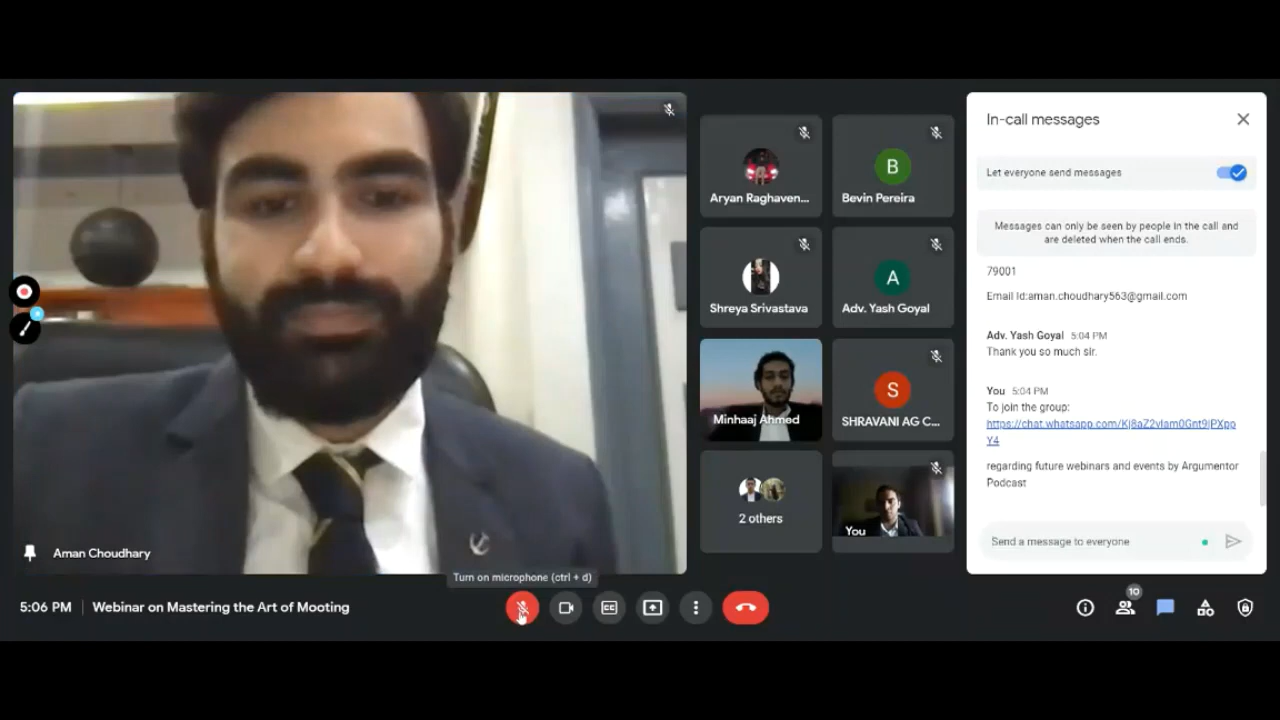 In-call messages
Let everyone send messages
Messages can only be seen by people in the call and
are deleted when the call ends.
79001
Email Id:aman.choudhary563@gmail.com
Adv. Yash Goyal 5:04 PM
Thank you so much sir.
You 5:04 PM
To join the group:
https://chat.whatsapp.com/Kj8aZ2vIam0Gnt9jPXpp
Y4
regarding future webinars and events by Argumentor
Podcast
Send a message to everyone
Aryan Raghaven...
B
Bevin Pereira
Shreya Srivastava
A
Adv. Yash Goyal
Minhaaj Ahmed
S
SHRAVANI AG C...
2 others
You
Aman Choudhary
Turn on microphone (ctrl + d)
5:06 PM Webinar on Mastering the Art of Mooting
CC
10